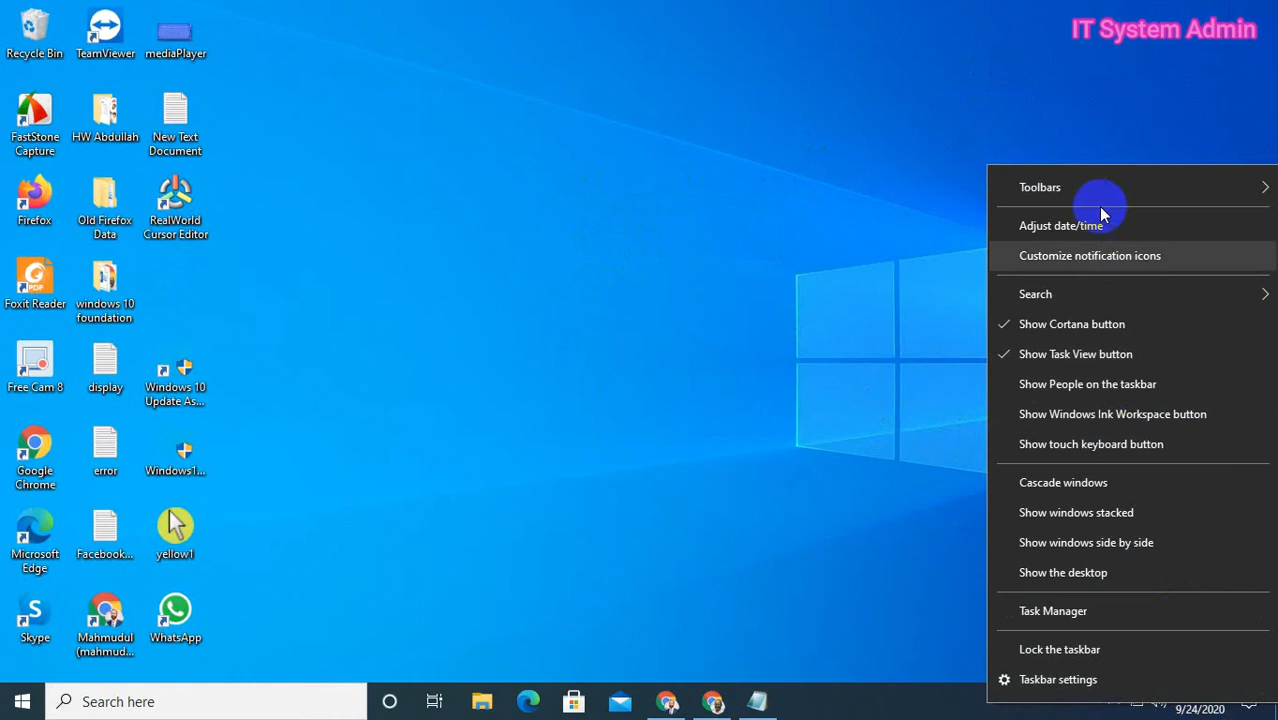 IT System Admin
Recycle Bin
TeamViewer
mediaPlayer
FastStone
Capture
HW Abdullah
New Text
Document
Firefox
Old Firefox
Data
RealWorld
Cursor Editor
Foxit Reader
windows 10
foundation
Free Cam 8
display
Windows 10
Update As...
Google
Chrome
error
Windows1...
Microsoft
Edge
Facebook...
yellow1
Skype
Mahmudul
(mahmud...
WhatsApp
Toolbars
Adjust date/time
Customize notification icons
Search
Show Cortana button
Show Task View button
Show People on the taskbar
Show Windows Ink Workspace button
Show touch keyboard button
Cascade windows
Show windows stacked
Show windows side by side
Show the desktop
Task Manager
Lock the taskbar
Taskbar settings
Search here
9/24/2020